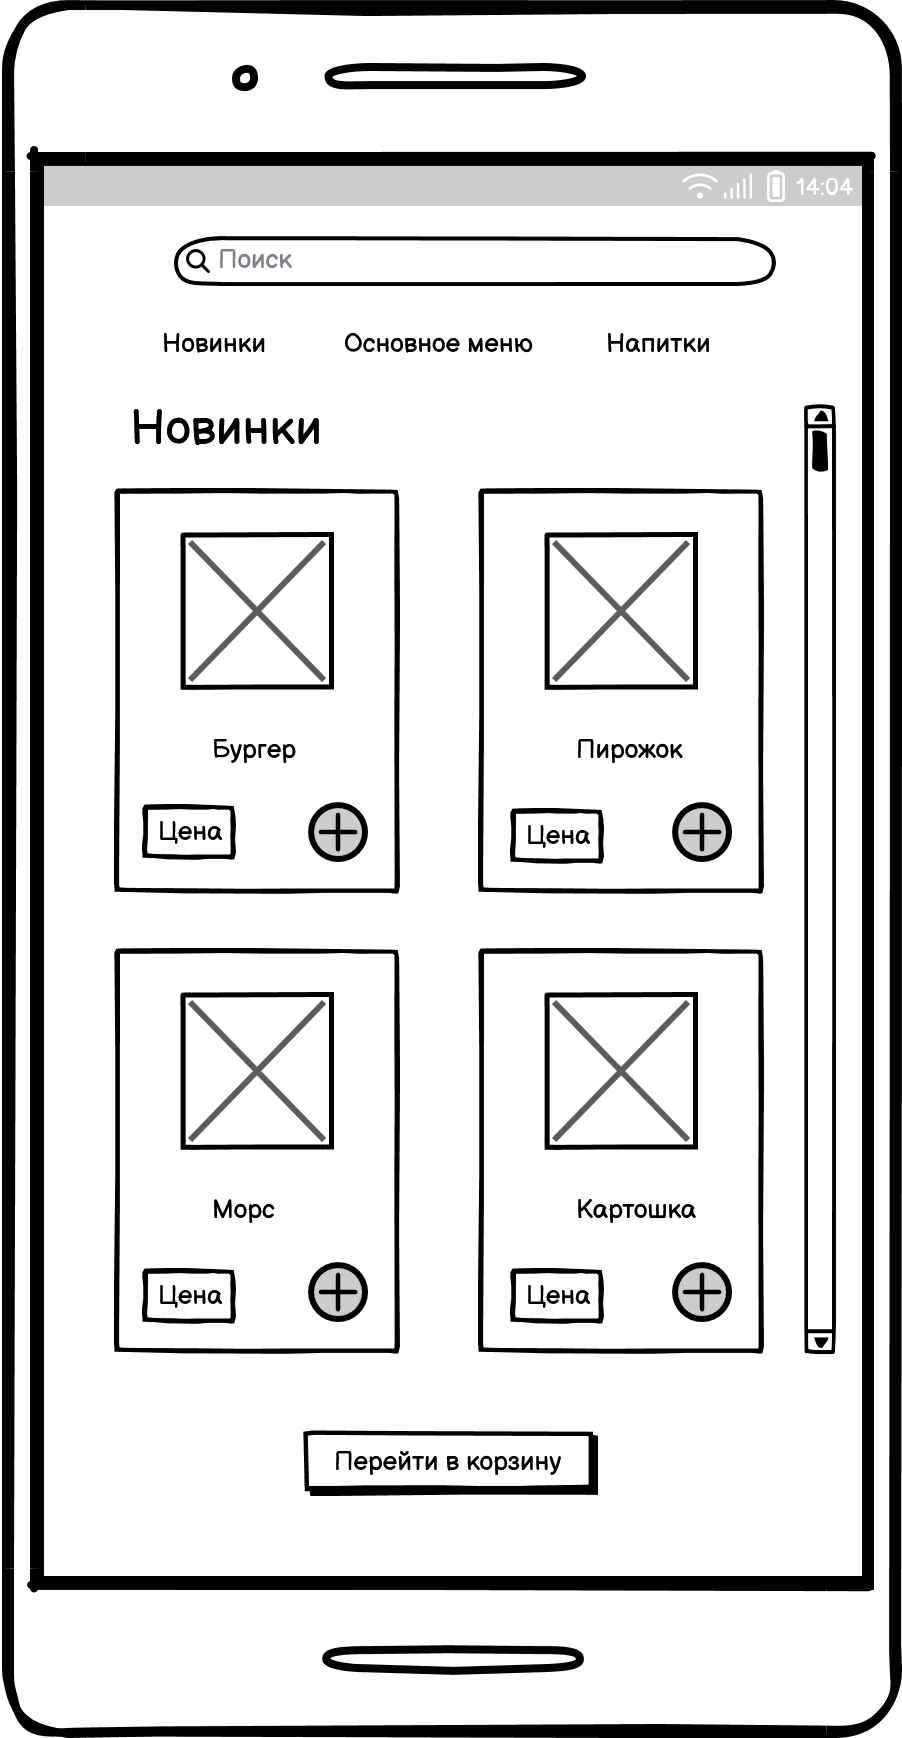 14:04
Поиск
Новинки Основное меню Напитки
Новинки
Бургер Пирожок
Цена Цена
Морс Картошка
Цена Цена
Перейти в корзину